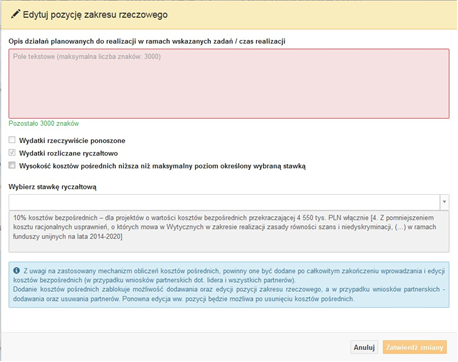 Edytuj pozycję zakresu rzeczowego
Opis działań planowanych do realizacji w ramach wskazanych zadań / czas realizacji
Pole tekstowe (maksymalna liczba znaków: 3000)
Pozostało 3000 znaków
Wydatki rzeczywiście ponoszone
Wydatki rozliczane ryczałtowo
Wysokość kosztów pośrednich niższa niż maksymalny poziom określony wybraną stawką
Wybierz stawkę ryczałtową
10% kosztów bezpośrednich – dla projektów o wartości kosztów bezpośrednich przekraczającej 4 550 tys. PLN włącznie [4. Z pomniejszeniem
kosztu racjonalnych usprawnień, o których mowa w Wytycznych w zakresie realizacji zasady równości szans i niedyskryminacji, (...) w ramach
funduszy unijnych na lata 2014-2020]
Z uwagi na zastosowany mechanizm obliczeń kosztów pośrednich, powinny one być dodane po całkowitym zakończeniu wprowadzania i edycji
kosztów bezpośrednich (w przypadku wniosków partnerskich dot. lidera i wszystkich partnerów).
Dodanie kosztów pośrednich zablokuje możliwość dodawania oraz edycji pozycji zakresu rzeczowego, a w przypadku wniosków partnerskich -
dodawania oraz usuwania partnerów. Ponowna edycja ww. pozycji będzie możliwa po usunięciu kosztów pośrednich.
Anuluj
Zatwierdź zmiany